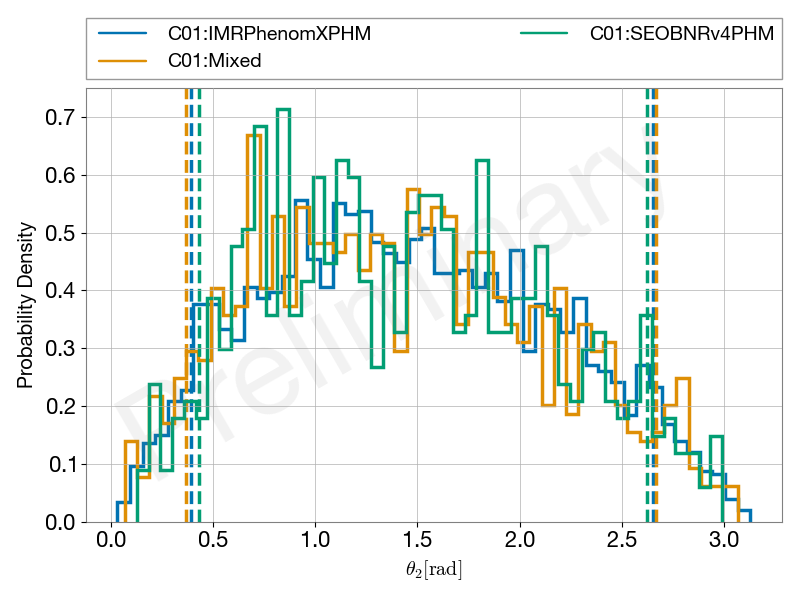 C01:IMRPhenomXPHM
C01:Mixed
C01:SEOBNRv4PHM
Preliminary
Probability Density
0.7
0.6
0.5
0.4
0.3
0.2
0.1
0.0
0.0 0.5 1.0 1.5 2.0 2.5 3.0
θ₂[rad]